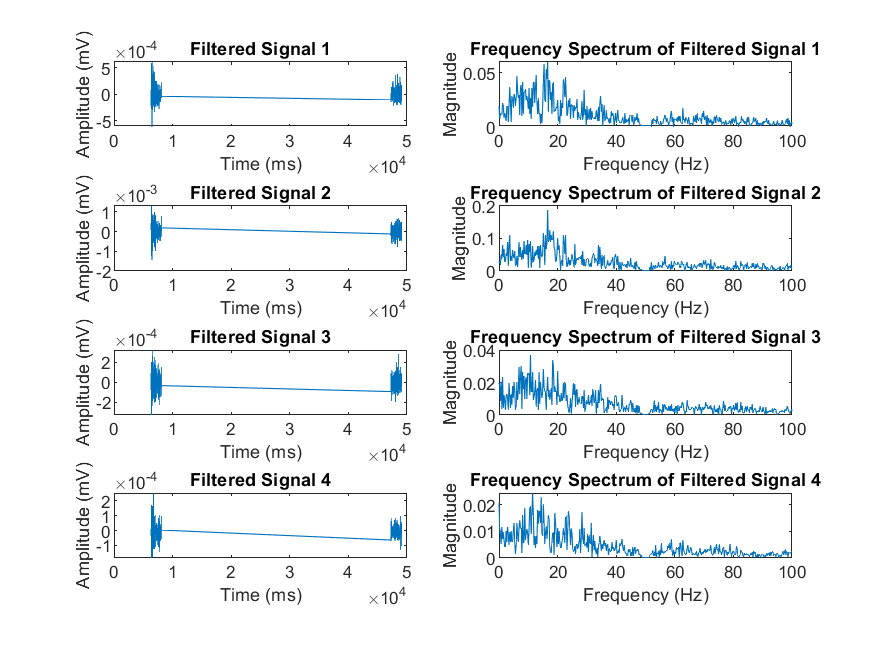 Filtered Signal 1
×10-4
Amplitude (mV)
5
0
-5
0 1 2 3 4 5
Time (ms)
×104
Frequency Spectrum of Filtered Signal 1
Magnitude
0.05
0
0 20 40 60 80 100
Frequency (Hz)
Filtered Signal 2
×10-3
Amplitude (mV)
1
0
-1
-2
0 1 2 3 4 5
Time (ms)
×104
Frequency Spectrum of Filtered Signal 2
Magnitude
0.2
0.1
0
0 20 40 60 80 100
Frequency (Hz)
Filtered Signal 3
×10-4
Amplitude (mV)
2
0
-2
0 1 2 3 4 5
Time (ms)
×104
Frequency Spectrum of Filtered Signal 3
Magnitude
0.04
0.02
0
0 20 40 60 80 100
Frequency (Hz)
Filtered Signal 4
×10-4
Amplitude (mV)
2
1
0
-1
0 1 2 3 4 5
Time (ms)
×104
Frequency Spectrum of Filtered Signal 4
Magnitude
0.02
0.01
0
0 20 40 60 80 100
Frequency (Hz)